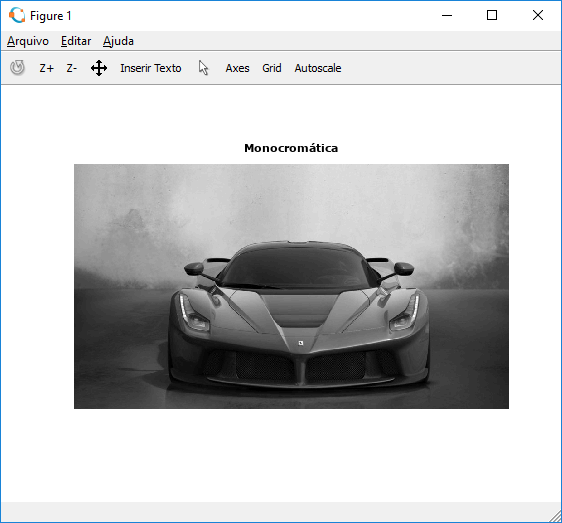 Figure 1
Arquivo Editar Ajuda
Z+ Z- Inserir Texto Axes Grid Autoscale
Monocromática